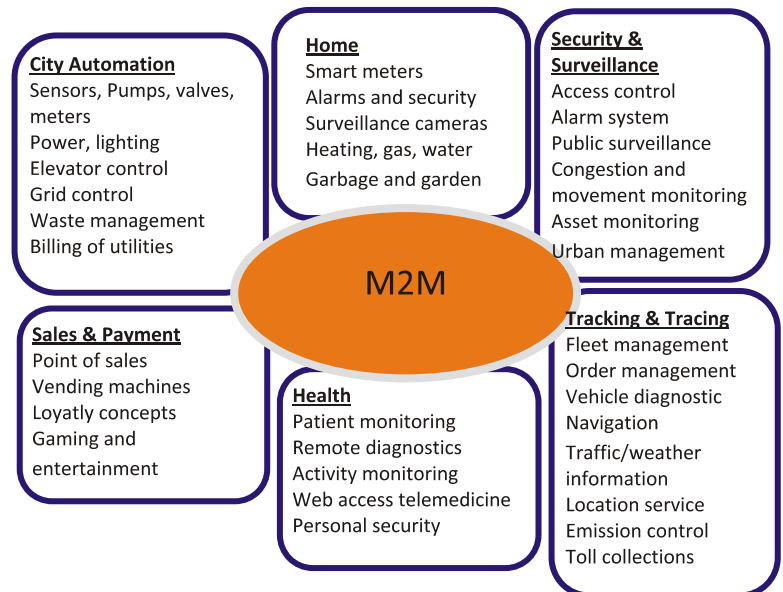 City Automation
Sensors, Pumps, valves,
meters
Power, lighting
Elevator control
Grid control
Waste management
Billing of utilities
Home
Smart meters
Alarms and security
Surveillance cameras
Heating, gas, water
Garbage and garden
Security &
Surveillance
Access control
Alarm system
Public surveillance
Congestion and
movement monitoring
Asset monitoring
Urban management
M2M
Sales & Payment
Point of sales
Vending machines
Loyatly concepts
Gaming and
entertainment
Health
Patient monitoring
Remote diagnostics
Activity monitoring
Web access telemedicine
Personal security
Tracking & Tracing
Fleet management
Order management
Vehicle diagnostic
Navigation
Traffic/weather
information
Location service
Emission control
Toll collections